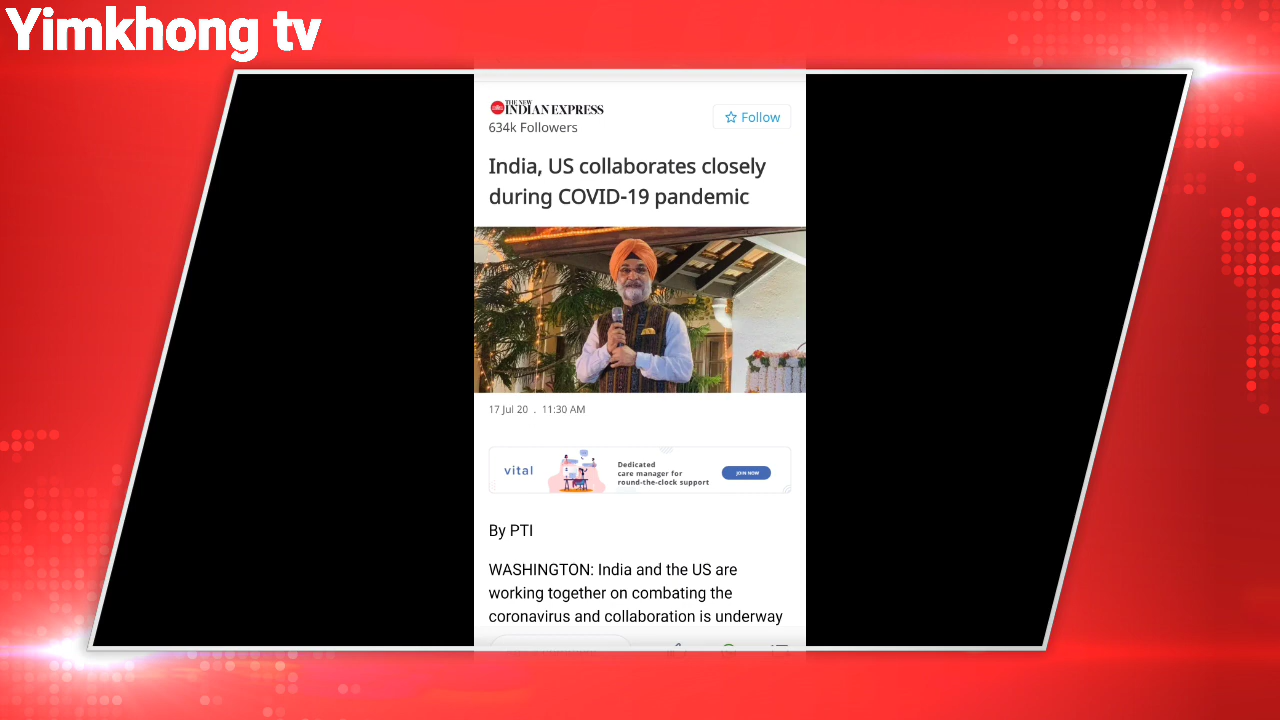 Yimkhong tv
THE NEW
INDIAN EXPRESS
634k Followers
Follow
India, US collaborates closely
during COVID-19 pandemic
17 Jul 20 . 11:30 AM
vital
Dedicated
care manager for
round-the-clock support
JOIN NOW
By PTI
WASHINGTON: India and the US are
working together on combating the
coronavirus and collaboration is underway